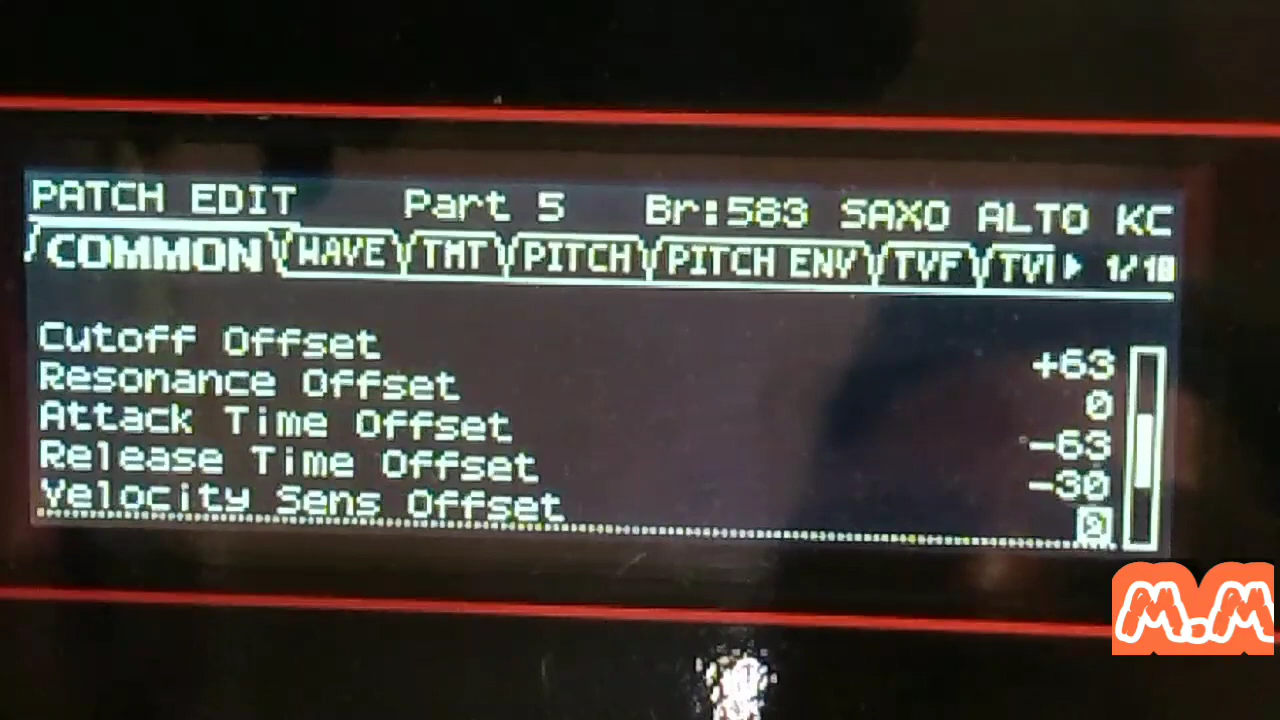 PATCH EDIT Part 5 Br:583 SAXO ALTO KC
COMMON WAVE TMT PITCH PITCH ENV TVF 1/10
Cutoff Offset +63
Resonance Offset 0
Attack Time Offset -63
Release Time Offset -30
Velocity Sens Offset 0
M.M